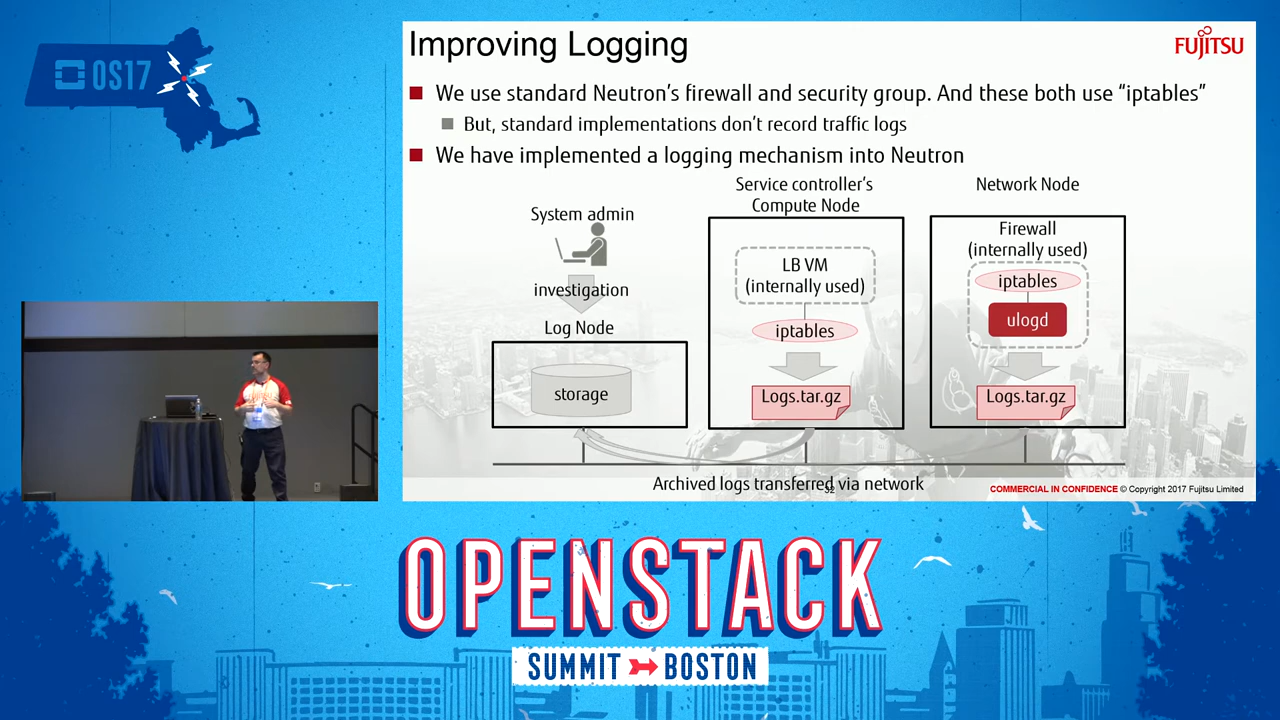 OS17
Improving Logging
FUJITSU
We use standard Neutron's firewall and security group. And these both use “iptables”
But, standard implementations don't record traffic logs
We have implemented a logging mechanism into Neutron
System admin
investigation
Log Node
storage
Service controller's
Compute Node
LB VM
(internally used)
iptables
Logs.tar.gz
Network Node
Firewall
(internally used)
iptables
ulogd
Logs.tar.gz
Archived logs transferred via network
32
COMMERCIAL IN CONFIDENCE © Copyright 2017 Fujitsu Limited
OPENSTACK
SUMMIT BOSTON